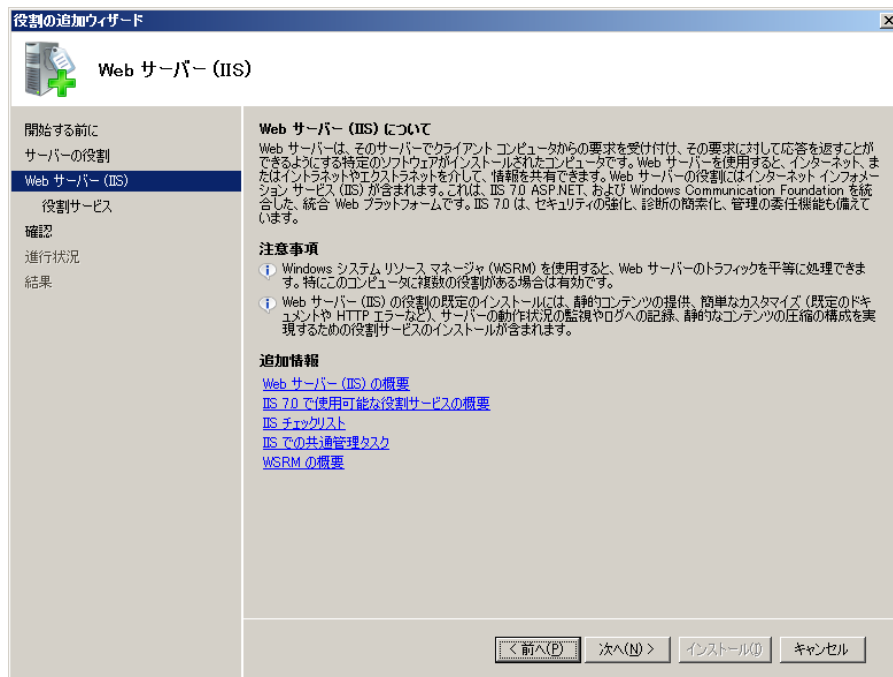 役割の追加ウィザード
Web サーバー (IIS)
開始する前に
サーバーの役割
Web サーバー (IIS)
役割サービス
確認
進行状況
結果
Web サーバー (IIS) について
Web サーバーは、そのサーバーでクライアント コンピュータからの要求を受け付け、その要求に対して応答を返すことが
できるようにする特定のソフトウェアがインストールされたコンピュータです。Web サーバーを使用すると、インターネット、ま
たはイントラネットやエクストラネットを介して、情報を共有できます。Web サーバーの役割にはインターネット インフォメー
ション サービス (IIS) が含まれます。これは、IIS 7.0 ASP.NET、および Windows Communication Foundation を統
合した、統合 Web プラットフォームです。IIS 7.0 は、セキュリティの強化、診断の簡素化、管理の委任機能も備えて
います。
注意事項
Windows システム リソース マネージャ (WSRM) を使用すると、Web サーバーのトラフィックを平等に処理できま
す。特にこのコンピュータに複数の役割がある場合は有効です。
Web サーバー (IIS) の役割の既定のインストールには、静的コンテンツの提供、簡単なカスタマイズ (既定のドキ
ュメントや HTTP エラーなど)、サーバーの動作状況の監視やログへの記録、静的なコンテンツの圧縮の構成を実
現するための役割サービスのインストールが含まれます。
追加情報
Web サーバー (IIS) の概要
IIS 7.0 で使用可能な役割サービスの概要
IIS チェックリスト
IIS での共通管理タスク
WSRM の概要
< 前へ(P) 次へ(N) > インストール(I) キャンセル